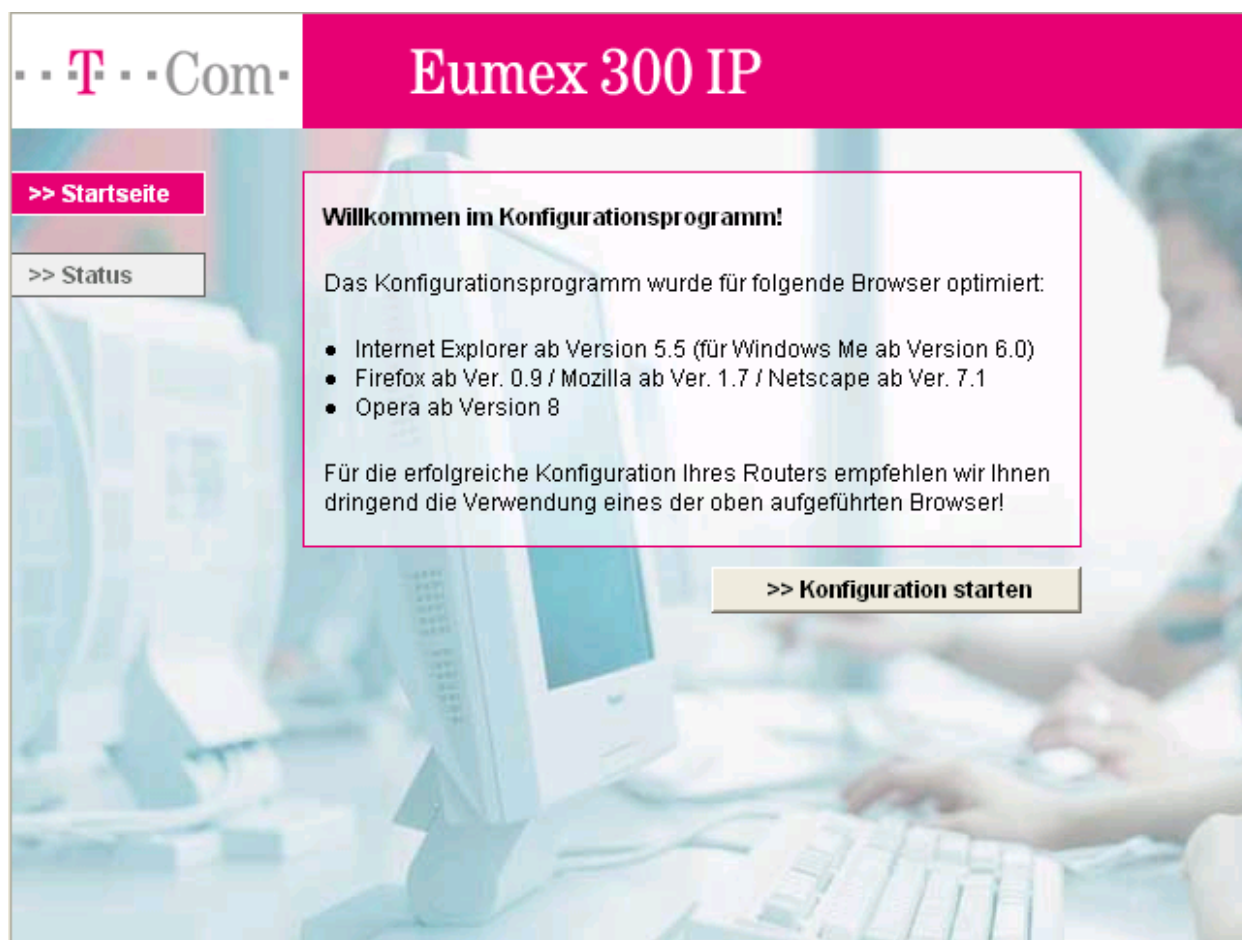 ··T··Com·
Eumex 300 IP
>> Startseite
>> Status
Willkommen im Konfigurationsprogramm!
Das Konfigurationsprogramm wurde für folgende Browser optimiert:
● Internet Explorer ab Version 5.5 (für Windows Me ab Version 6.0)
● Firefox ab Ver. 0.9 / Mozilla ab Ver. 1.7 / Netscape ab Ver. 7.1
● Opera ab Version 8
Für die erfolgreiche Konfiguration Ihres Routers empfehlen wir Ihnen
dringend die Verwendung eines der oben aufgeführten Browser!
>> Konfiguration starten